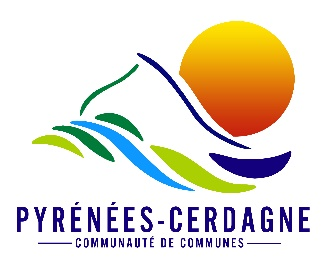 PYRÉNÉES-CERDAGNE
COMMUNAUTÉ DE COMMUNES